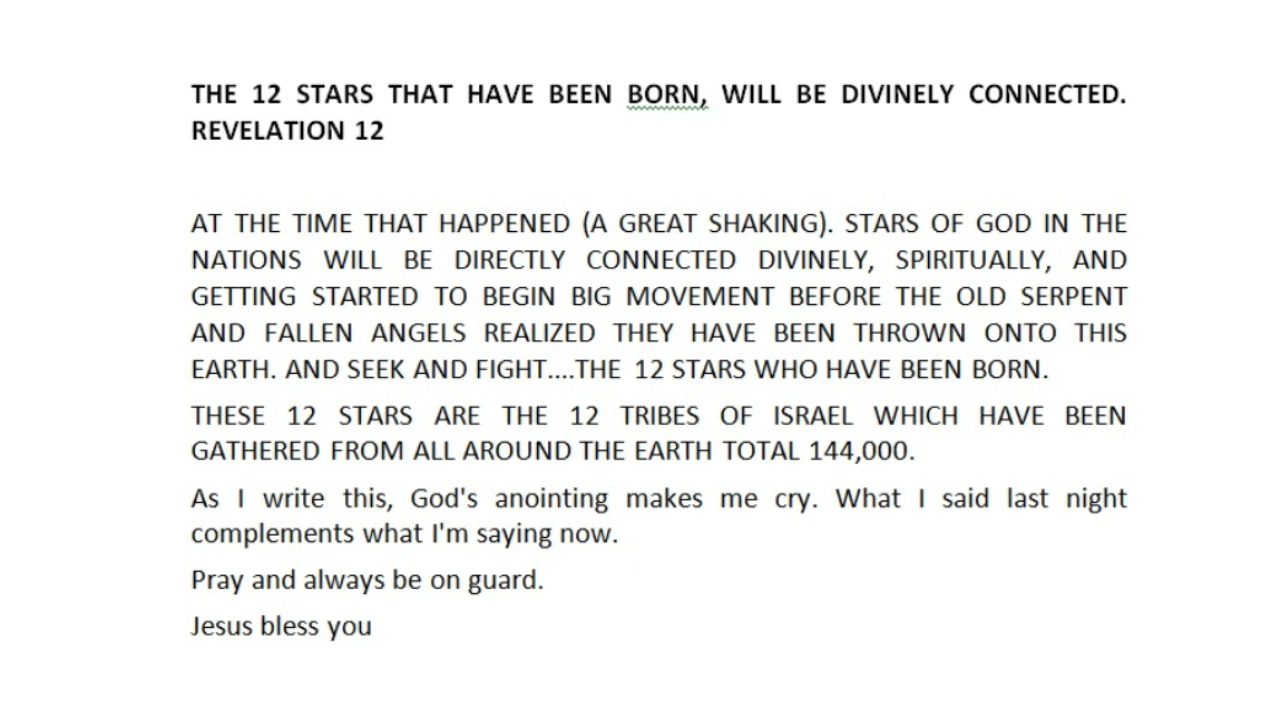 THE 12 STARS THAT HAVE BEEN BORN, WILL BE DIVINELY CONNECTED.
REVELATION 12
AT THE TIME THAT HAPPENED (A GREAT SHAKING). STARS OF GOD IN THE
NATIONS WILL BE DIRECTLY CONNECTED DIVINELY, SPIRITUALLY, AND
GETTING STARTED TO BEGIN BIG MOVEMENT BEFORE THE OLD SERPENT
AND FALLEN ANGELS REALIZED THEY HAVE BEEN THROWN ONTO THIS
EARTH. AND SEEK AND FIGHT....THE 12 STARS WHO HAVE BEEN BORN.
THESE 12 STARS ARE THE 12 TRIBES OF ISRAEL WHICH HAVE BEEN
GATHERED FROM ALL AROUND THE EARTH TOTAL 144,000.
As I write this, God's anointing makes me cry. What I said last night
complements what I'm saying now.
Pray and always be on guard.
Jesus bless you